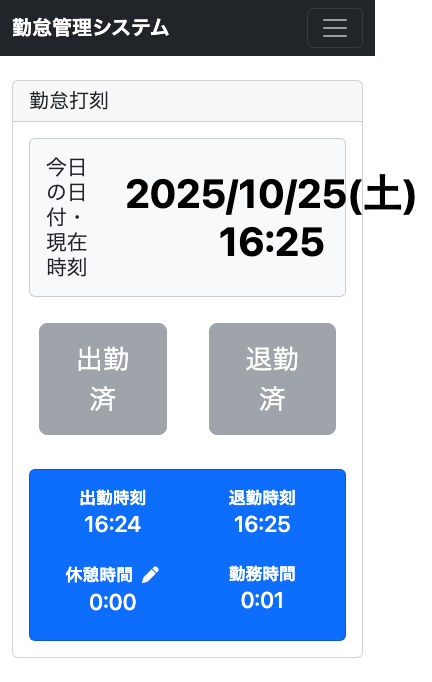 勤怠管理システム
勤怠打刻
今日
の日
付・
現在
時刻
2025/10/25(土)
16:25
出勤
済
退勤
済
出勤時刻
16:24
退勤時刻
16:25
休憩時間
0:00
勤務時間
0:01